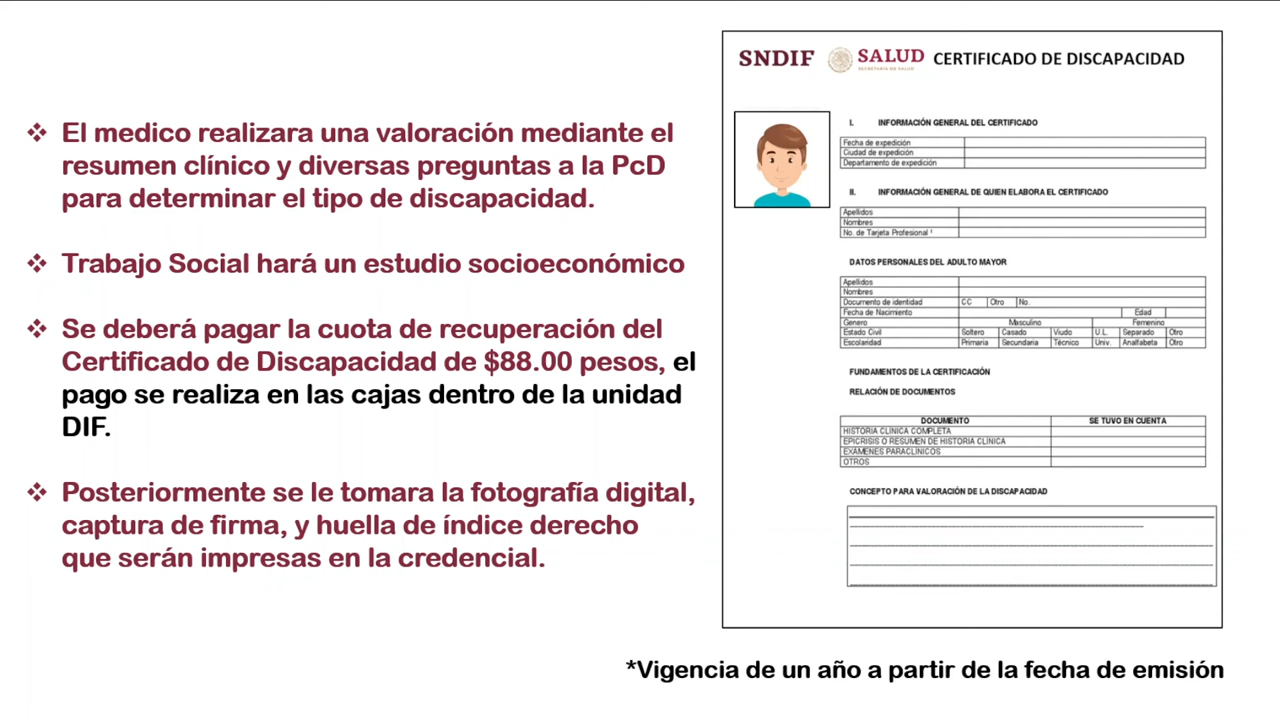 ❖ El medico realizara una valoración mediante el
resumen clínico y diversas preguntas a la PcD
para determinar el tipo de discapacidad.
❖ Trabajo Social hará un estudio socioeconómico
❖ Se deberá pagar la cuota de recuperación del
Certificado de Discapacidad de $88.00 pesos, el
pago se realiza en las cajas dentro de la unidad
DIF.
❖ Posteriormente se le tomara la fotografía digital,
captura de firma, y huella de índice derecho
que serán impresas en la credencial.
SNDIF SALUD CERTIFICADO DE DISCAPACIDAD
SECRETARÍA DE SALUD
I. INFORMACIÓN GENERAL DEL CERTIFICADO
Fecha de expedición
Ciudad de expedición
Departamento de expedición
II. INFORMACIÓN GENERAL DE QUIEN ELABORA EL CERTIFICADO
Apellidos
Nombres
No. de Tarjeta Profesional ¹
DATOS PERSONALES DEL ADULTO MAYOR
Apellidos
Nombres
Documento de identidad CC Otro No.
Fecha de Nacimiento Edad
Genero Masculino Femenino
Estado Civil Soltero Casado Viudo U.L. Separado Otro
Escolaridad Primaria Secundaria Técnico Univ. Analfabeta Otro
FUNDAMENTOS DE LA CERTIFICACIÓN
RELACIÓN DE DOCUMENTOS
DOCUMENTO SE TUVO EN CUENTA
HISTORIA CLÍNICA COMPLETA
EPICRISIS O RESUMEN DE HISTORIA CLÍNICA
EXÁMENES PARACLÍNICOS
OTROS
CONCEPTO PARA VALORACIÓN DE LA DISCAPACIDAD
*Vigencia de un año a partir de la fecha de emisión